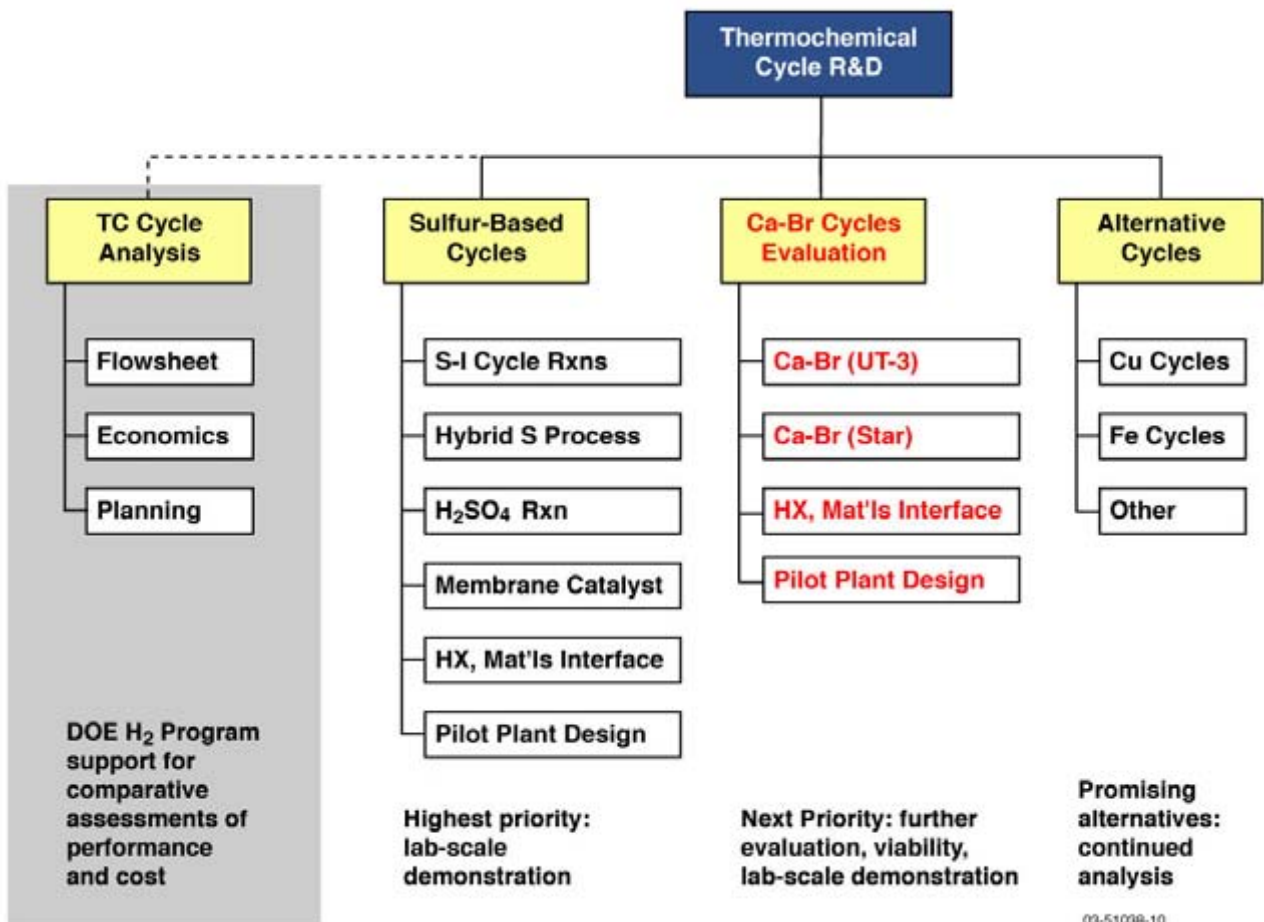 Thermochemical
Cycle R&D
TC Cycle
Analysis
Flowsheet
Economics
Planning
DOE H₂ Program
support for
comparative
assessments of
performance
and cost
Sulfur-Based
Cycles
S-I Cycle Rxns
Hybrid S Process
H₂SO₄ Rxn
Membrane Catalyst
HX, Mat'ls Interface
Pilot Plant Design
Highest priority:
lab-scale
demonstration
Ca-Br Cycles
Evaluation
Ca-Br (UT-3)
Ca-Br (Star)
HX, Mat'ls Interface
Pilot Plant Design
Next Priority: further
evaluation, viability,
lab-scale demonstration
Alternative
Cycles
Cu Cycles
Fe Cycles
Other
Promising
alternatives:
continued
analysis
03-51038-10